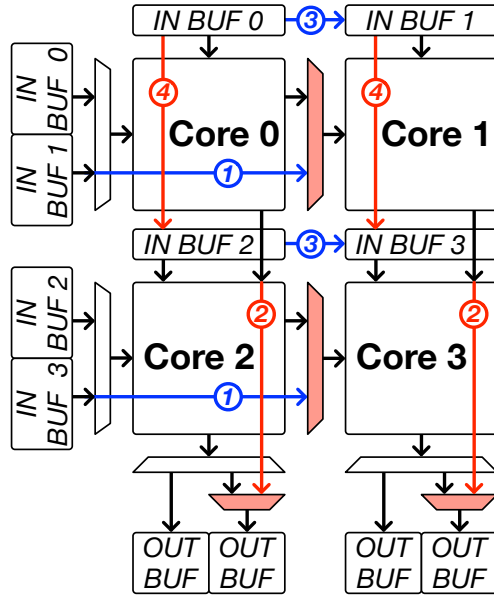 IN BUF 0
3
IN BUF 1
IN
BUF 0
4
4
Core 0
Core 1
IN
BUF 1
1
IN BUF 2
3
IN BUF 3
IN
BUF 2
2
2
Core 2
Core 3
IN
BUF 3
1
OUT
BUF
OUT
BUF
OUT
BUF
OUT
BUF